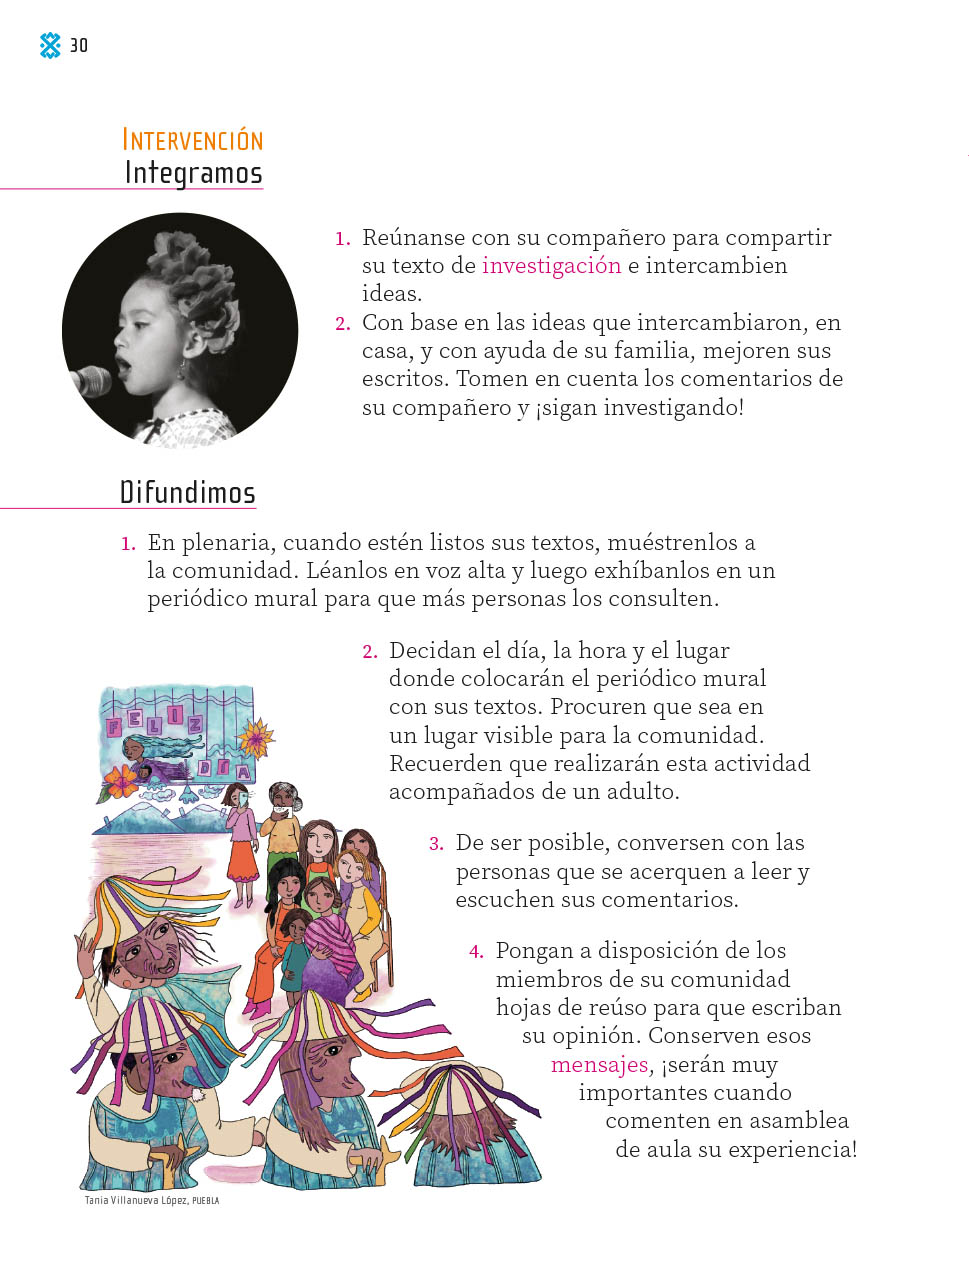 30
INTERVENCIÓN
Integramos
1. Reúnanse con su compañero para compartir
su texto de investigación e intercambien
ideas.
2. Con base en las ideas que intercambiaron, en
casa, y con ayuda de su familia, mejoren sus
escritos. Tomen en cuenta los comentarios de
su compañero y ¡sigan investigando!
Difundimos
1. En plenaria, cuando estén listos sus textos, muéstrenlos a
la comunidad. Léanlos en voz alta y luego exhíbanlos en un
periódico mural para que más personas los consulten.
2. Decidan el día, la hora y el lugar
donde colocarán el periódico mural
con sus textos. Procuren que sea en
un lugar visible para la comunidad.
Recuerden que realizarán esta actividad
acompañados de un adulto.
FELIZ
DÍA
3. De ser posible, conversen con las
personas que se acerquen a leer y
escuchen sus comentarios.
4. Pongan a disposición de los
miembros de su comunidad
hojas de reúso para que escriban
su opinión. Conserven esos
mensajes, ¡serán muy
importantes cuando
comenten en asamblea
de aula su experiencia!
Tania Villanueva López, PUEBLA